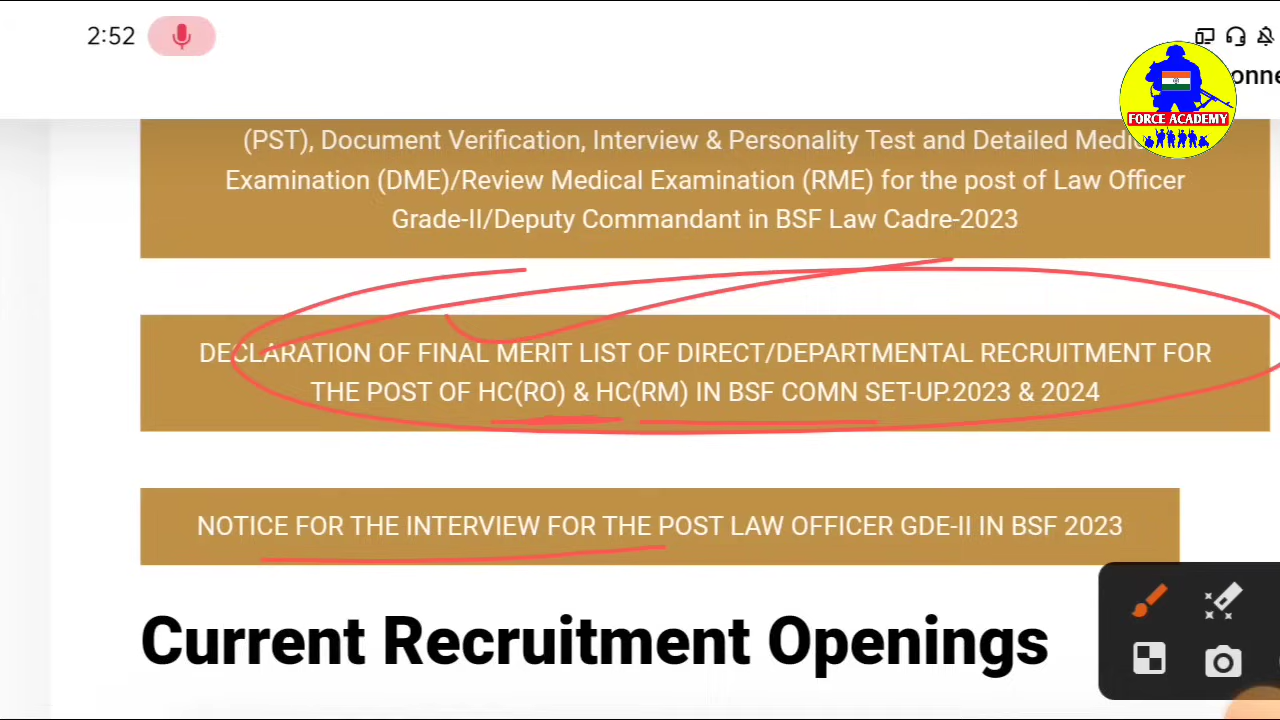 2:52
onne
(PST), Document Verification, Interview & Personality Test and Detailed Medic
Examination (DME)/Review Medical Examination (RME) for the post of Law Officer
Grade-II/Deputy Commandant in BSF Law Cadre-2023
FORCE ACADEMY
DECLARATION OF FINAL MERIT LIST OF DIRECT/DEPARTMENTAL RECRUITMENT FOR
THE POST OF HC(RO) & HC(RM) IN BSF COMN SET-UP.2023 & 2024
NOTICE FOR THE INTERVIEW FOR THE POST LAW OFFICER GDE-II IN BSF 2023
Current Recruitment Openings